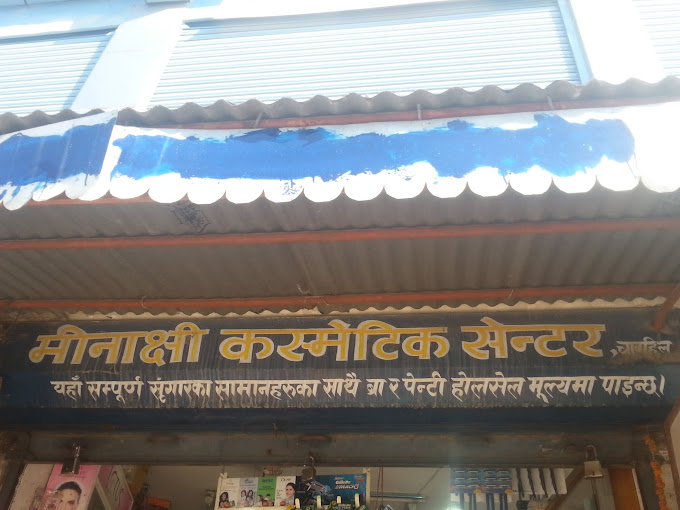 मीनाक्षी कस्मेटिक सेन्टर,
यहाँ सम्पूर्ण सृंगारका सामानहरुका साथै ब्रा र पेन्टी होलसेल मूल्यमा पाइन्छ।